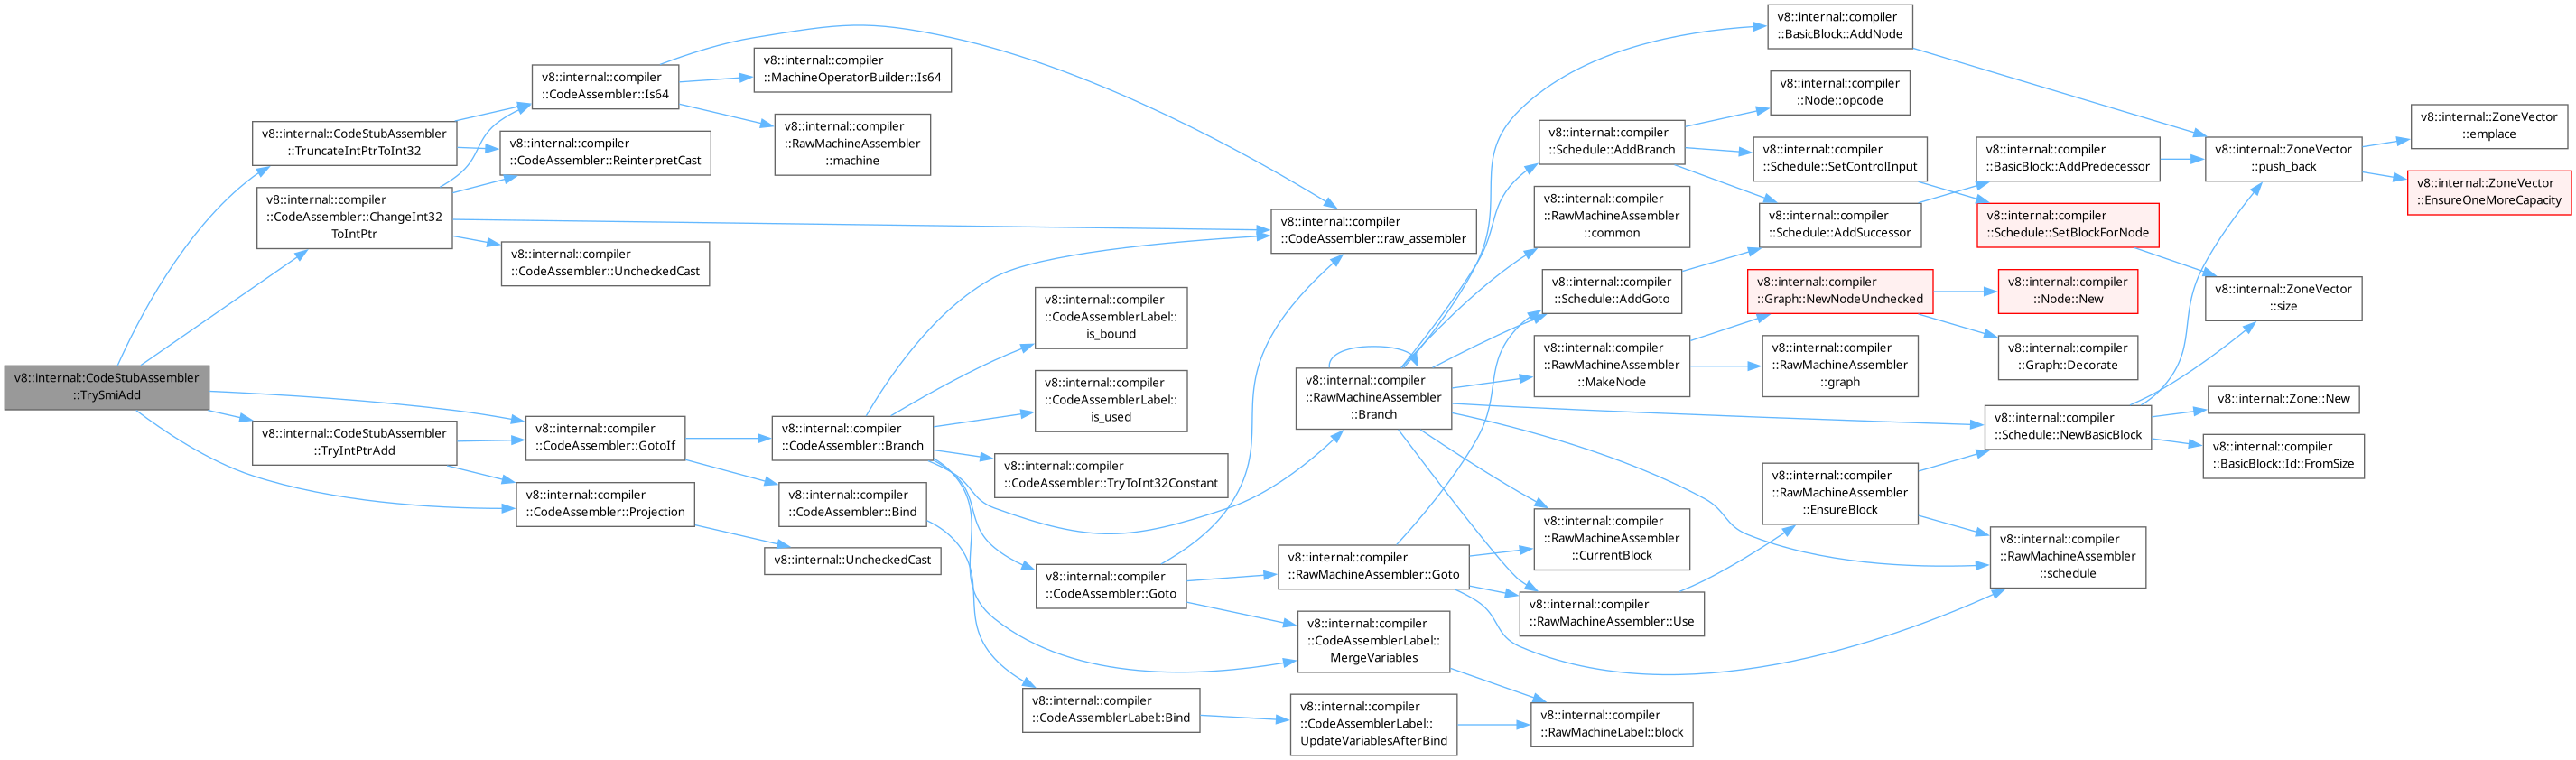 v8::internal::CodeStubAssembler
::TrySmiAdd
v8::internal::CodeStubAssembler
::TruncateIntPtrToInt32
v8::internal::compiler
::CodeAssembler::ChangeInt32
ToIntPtr
v8::internal::CodeStubAssembler
::TryIntPtrAdd
v8::internal::compiler
::CodeAssembler::Is64
v8::internal::compiler
::CodeAssembler::ReinterpretCast
v8::internal::compiler
::CodeAssembler::UncheckedCast
v8::internal::compiler
::CodeAssembler::GotoIf
v8::internal::compiler
::CodeAssembler::Projection
v8::internal::compiler
::MachineOperatorBuilder::Is64
v8::internal::compiler
::RawMachineAssembler
::machine
v8::internal::compiler
::CodeAssembler::raw_assembler
v8::internal::compiler
::CodeAssembler::Branch
v8::internal::compiler
::CodeAssembler::Bind
v8::internal::UncheckedCast
v8::internal::compiler
::CodeAssemblerLabel::
is_bound
v8::internal::compiler
::CodeAssemblerLabel::
is_used
v8::internal::compiler
::CodeAssembler::TryToInt32Constant
v8::internal::compiler
::CodeAssembler::Goto
v8::internal::compiler
::CodeAssemblerLabel::Bind
v8::internal::compiler
::RawMachineAssembler
::Branch
v8::internal::compiler
::RawMachineAssembler::Goto
v8::internal::compiler
::CodeAssemblerLabel::
MergeVariables
v8::internal::compiler
::CodeAssemblerLabel::
UpdateVariablesAfterBind
v8::internal::compiler
::Schedule::AddBranch
v8::internal::compiler
::RawMachineAssembler
::common
v8::internal::compiler
::Schedule::AddGoto
v8::internal::compiler
::RawMachineAssembler
::MakeNode
v8::internal::compiler
::RawMachineAssembler
::CurrentBlock
v8::internal::compiler
::RawMachineAssembler::Use
v8::internal::compiler
::RawMachineLabel::block
v8::internal::compiler
::BasicBlock::AddNode
v8::internal::compiler
::Node::opcode
v8::internal::compiler
::Schedule::SetControlInput
v8::internal::compiler
::Schedule::AddSuccessor
v8::internal::compiler
::Graph::NewNodeUnchecked
v8::internal::compiler
::RawMachineAssembler
::graph
v8::internal::compiler
::RawMachineAssembler
::EnsureBlock
v8::internal::compiler
::BasicBlock::AddPredecessor
v8::internal::compiler
::Schedule::SetBlockForNode
v8::internal::compiler
::Node::New
v8::internal::compiler
::Graph::Decorate
v8::internal::compiler
::Schedule::NewBasicBlock
v8::internal::compiler
::RawMachineAssembler
::schedule
v8::internal::ZoneVector
::push_back
v8::internal::ZoneVector
::size
v8::internal::Zone::New
v8::internal::compiler
::BasicBlock::Id::FromSize
v8::internal::ZoneVector
::emplace
v8::internal::ZoneVector
::EnsureOneMoreCapacity